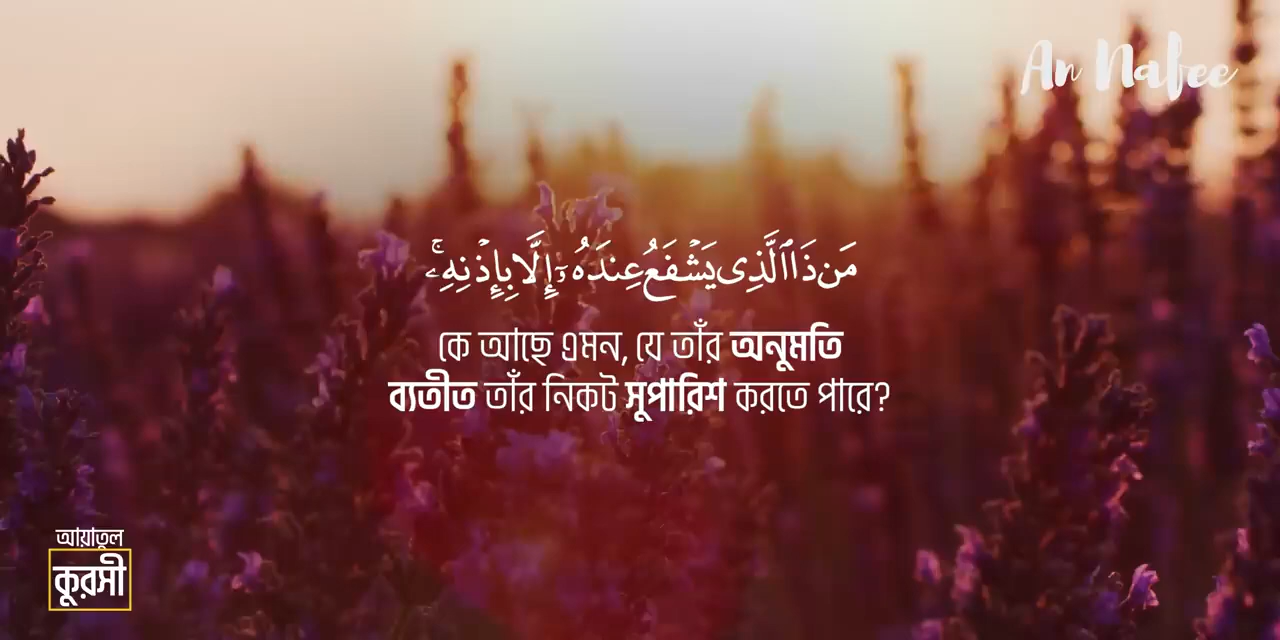 An Nafee
مَن ذَا ٱلَّذِى يَشْفَعُ عِندَهُۥٓ إِلَّا بِإِذْنِهِۦۚ
কে আছে এমন, যে তাঁর অনুমতি
ব্যতীত তাঁর নিকট সুপারিশ করতে পারে?
আয়াতুল
কুরসী